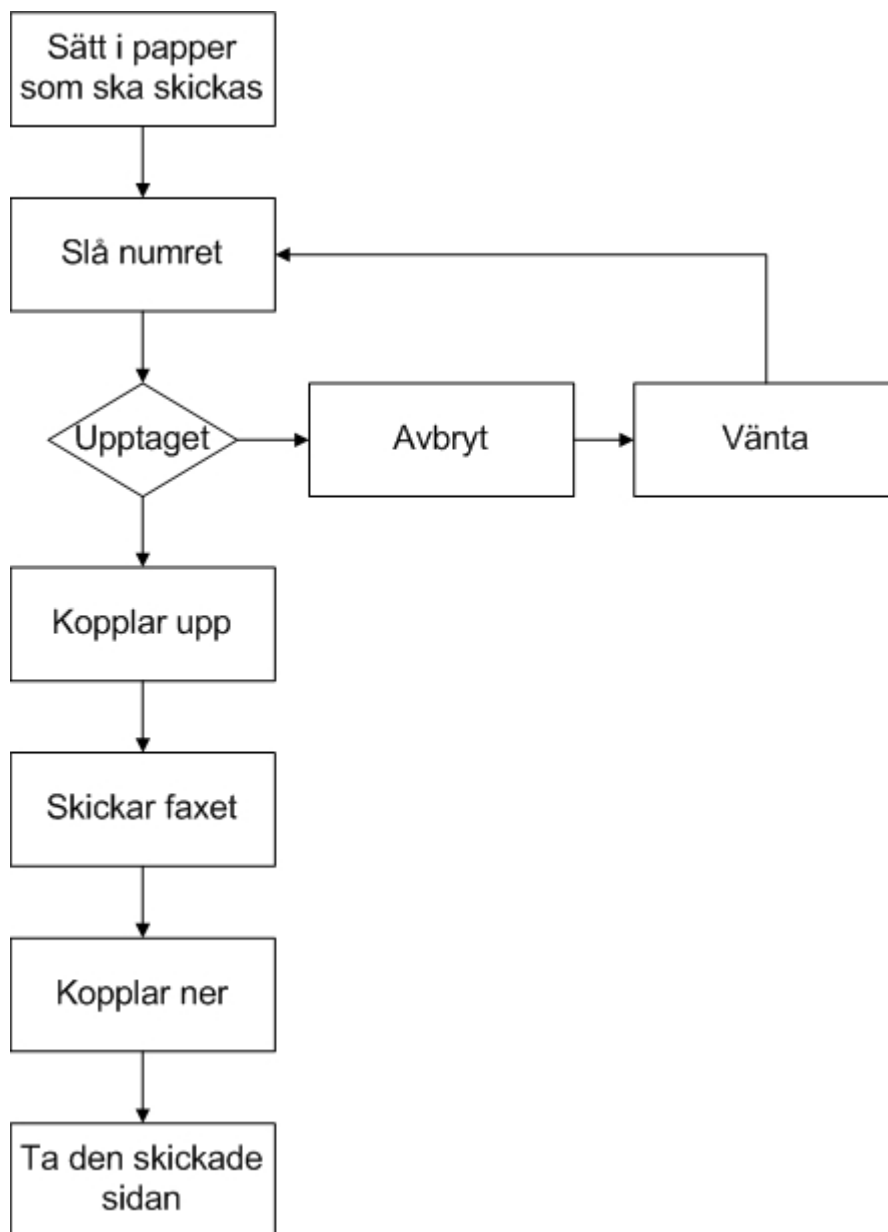 Sätt i papper
som ska skickas
Slå numret
Upptaget
Avbryt
Vänta
Kopplar upp
Skickar faxet
Kopplar ner
Ta den skickade
sidan